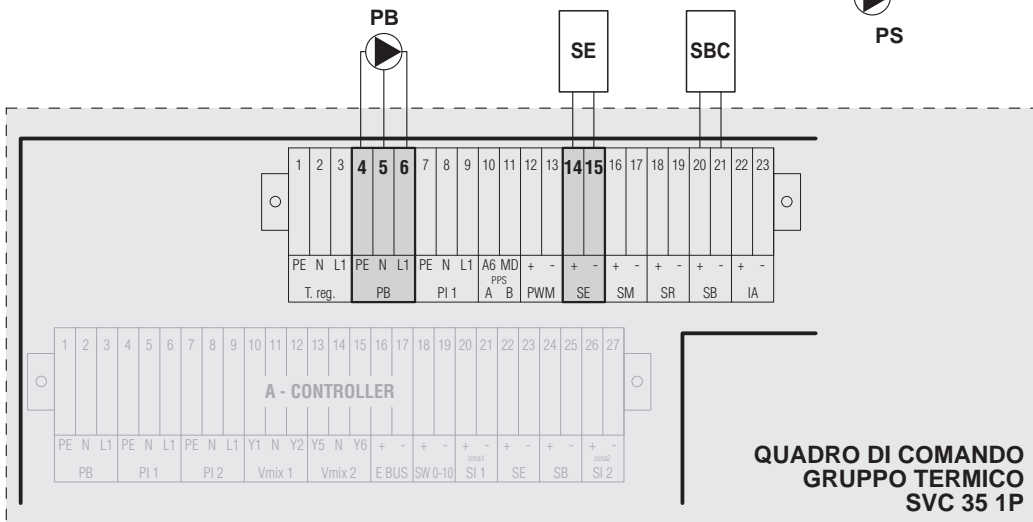 PB
PS
SE
SBC
1 2 3 4 5 6 7 8 9 10 11 12 13 14 15 16 17 18 19 20 21 22 23
PE N L1 PE N L1 PE N L1 A6 MD + - + - + - + - + - + -
PPS
T. reg. PB PI 1 A B PWM SE SM SR SB IA
1 2 3 4 5 6 7 8 9 10 11 12 13 14 15 16 17 18 19 20 21 22 23 24 25 26 27
A - CONTROLLER
PE N L1 PE N L1 PE N L1 Y1 N Y2 Y5 N Y6 + - + - + - + - + - + -
zona1 zona2
PB PI 1 PI 2 Vmix 1 Vmix 2 E BUS SW 0-10 SI 1 SE SB SI 2
QUADRO DI COMANDO
GRUPPO TERMICO
SVC 35 1P